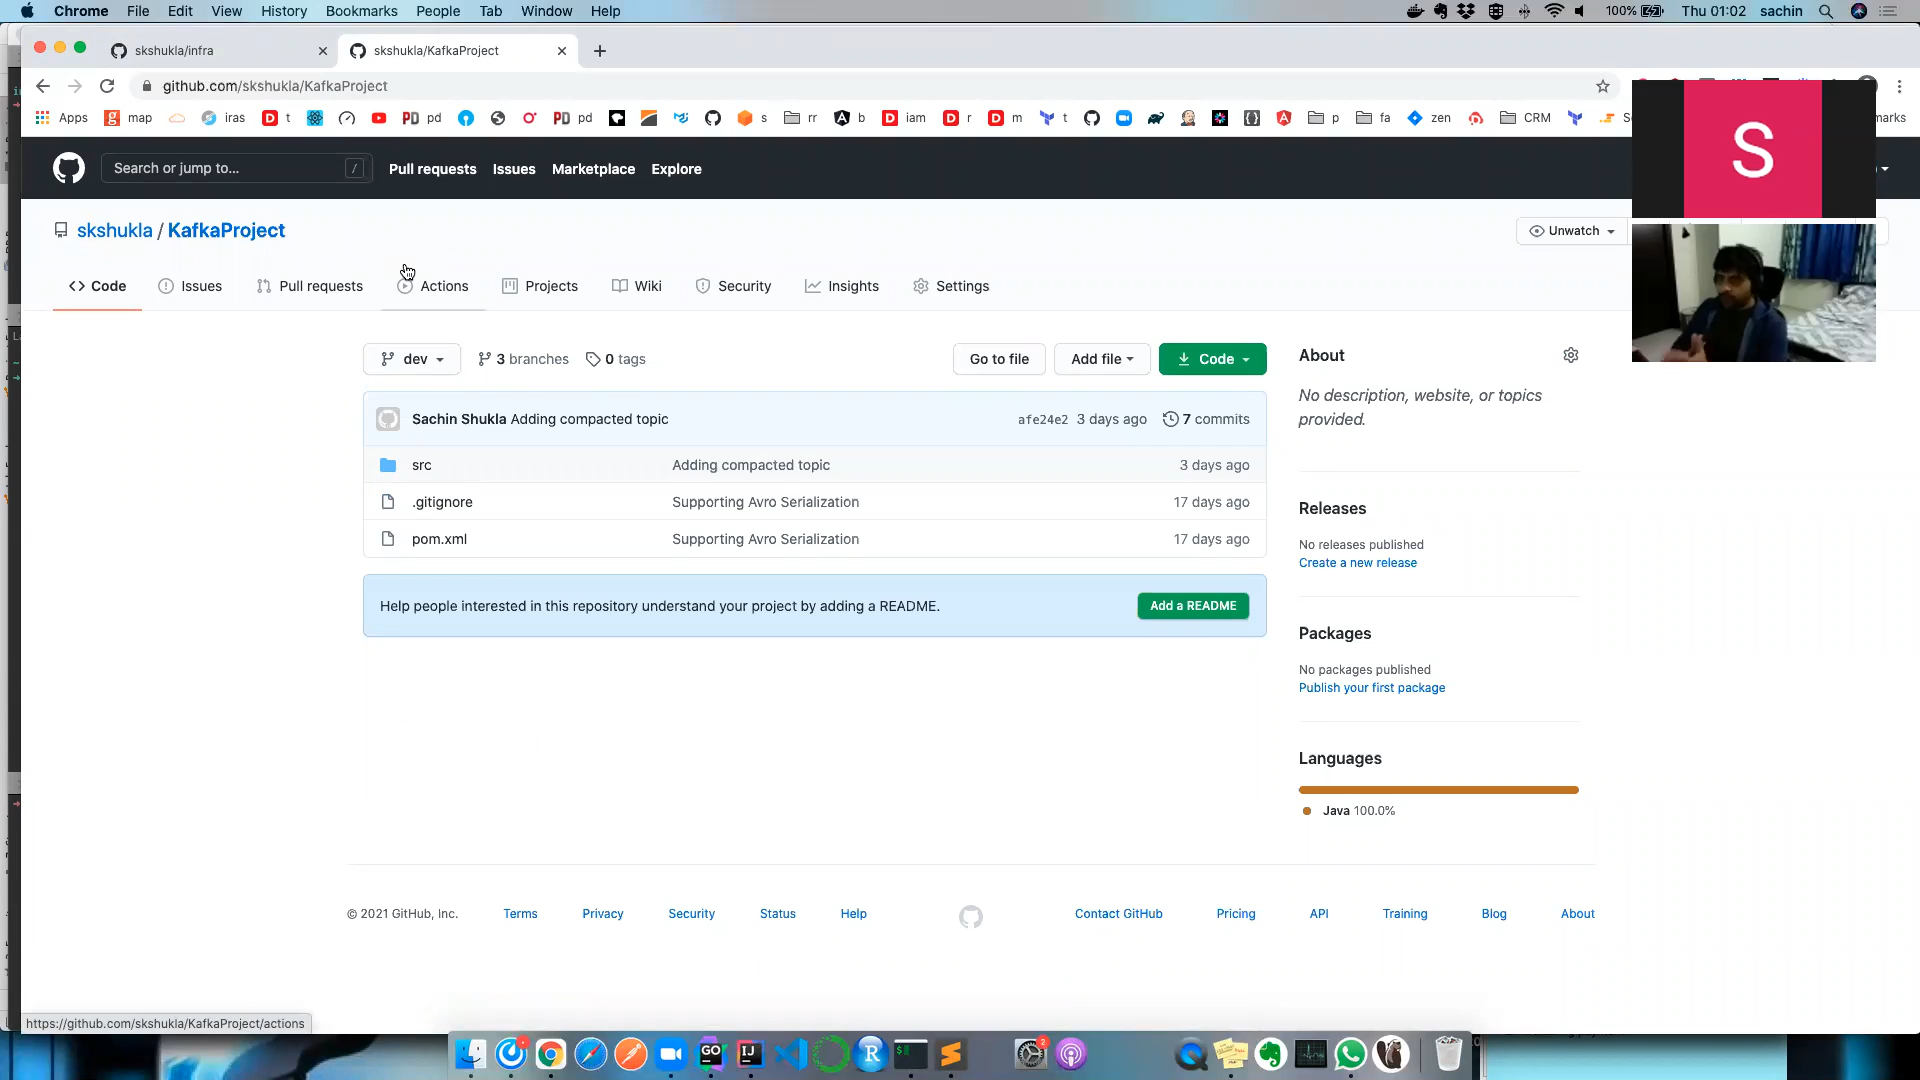 Chrome File Edit View History Bookmarks People Tab Window Help 100% Thu 01:02 sachin
skshukla/infra skshukla/KafkaProject
github.com/skshukla/KafkaProject
Apps map iras t pd pd s rr b iam r m t p fa zen CRM marks
Search or jump to... / Pull requests Issues Marketplace Explore
S
skshukla / KafkaProject Unwatch
Code Issues Pull requests Actions Projects Wiki Security Insights Settings
dev 3 branches 0 tags Go to file Add file Code
About
No description, website, or topics
provided.
Sachin Shukla Adding compacted topic afe24e2 3 days ago 7 commits
src Adding compacted topic 3 days ago
.gitignore Supporting Avro Serialization 17 days ago
pom.xml Supporting Avro Serialization 17 days ago
Help people interested in this repository understand your project by adding a README. Add a README
Releases
No releases published
Create a new release
Packages
No packages published
Publish your first package
Languages
Java 100.0%
© 2021 GitHub, Inc. Terms Privacy Security Status Help Contact GitHub Pricing API Training Blog About
https://github.com/skshukla/KafkaProject/actions